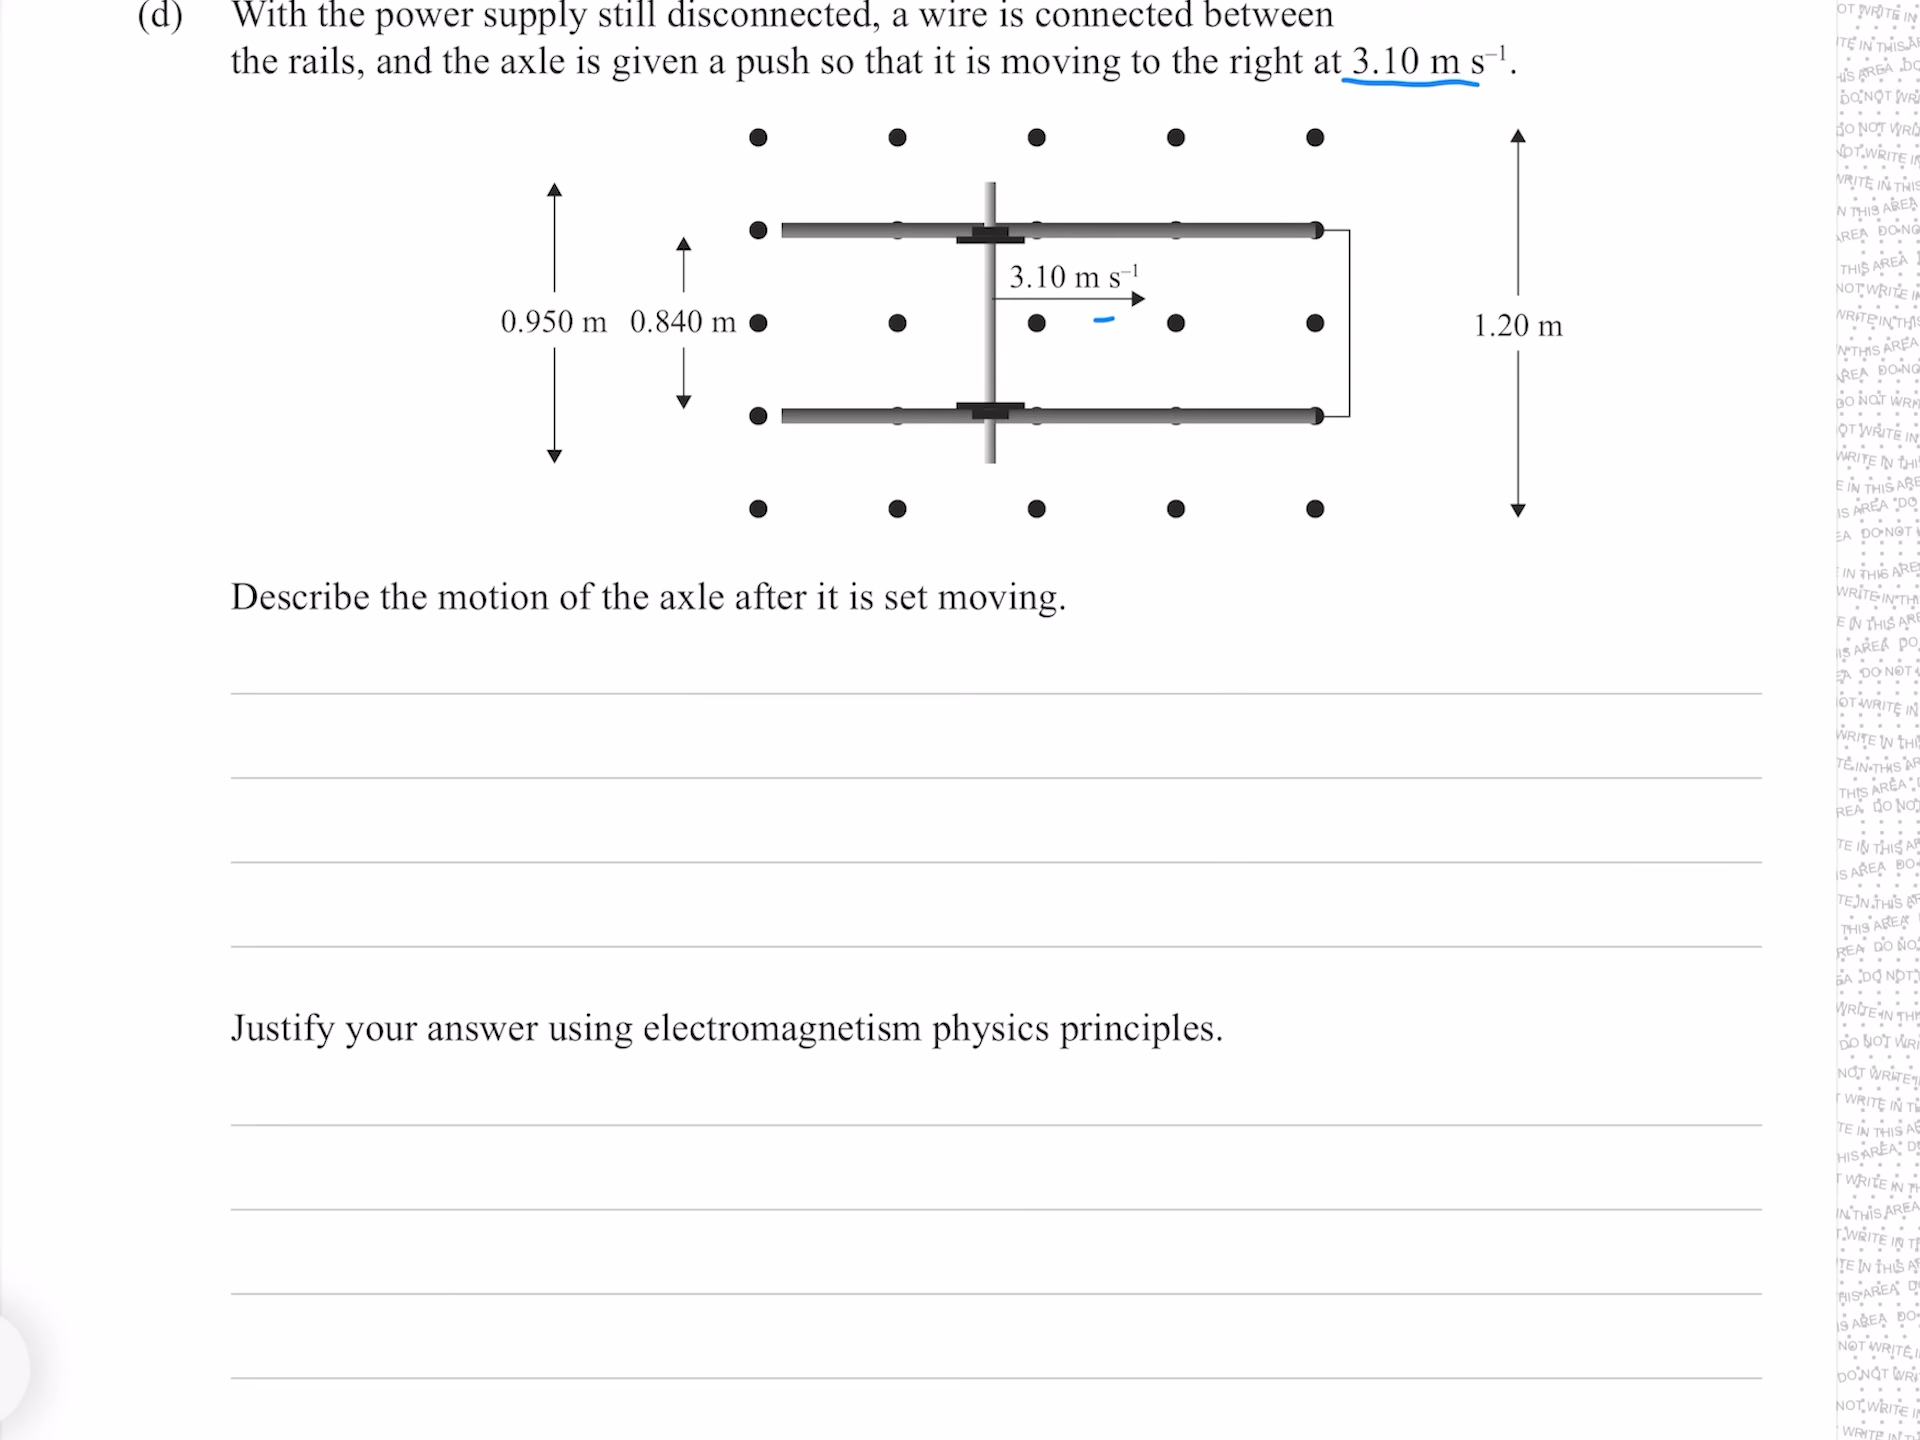 (d) With the power supply still disconnected, a wire is connected between
the rails, and the axle is given a push so that it is moving to the right at 3.10 m s⁻¹.
3.10 m s⁻¹
0.950 m 0.840 m 1.20 m
Describe the motion of the axle after it is set moving.
Justify your answer using electromagnetism physics principles.